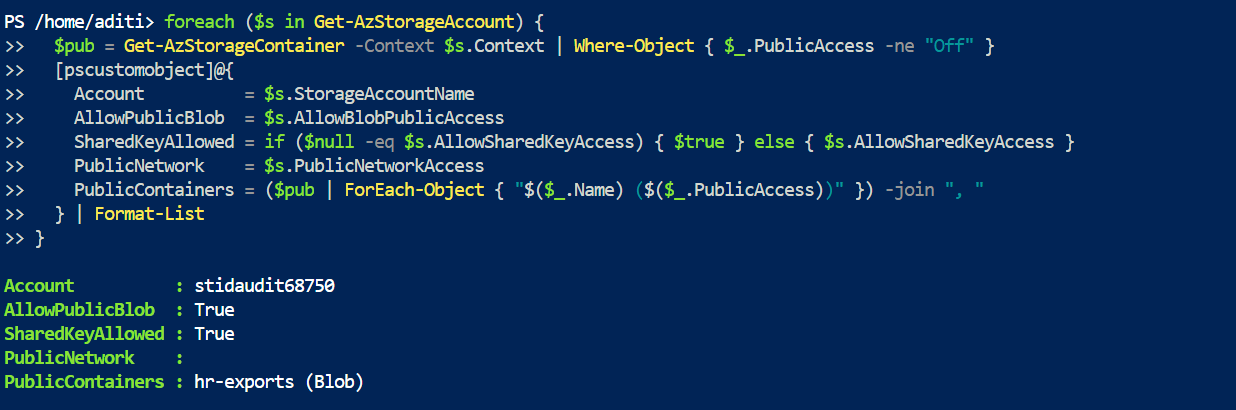 PS /home/aditi> foreach ($s in Get-AzStorageAccount) {
>>   $pub = Get-AzStorageContainer -Context $s.Context | Where-Object { $_.PublicAccess -ne "Off" }
>>   [pscustomobject]@{
>>     Account          = $s.StorageAccountName
>>     AllowPublicBlob  = $s.AllowBlobPublicAccess
>>     SharedKeyAllowed = if ($null -eq $s.AllowSharedKeyAccess) { $true } else { $s.AllowSharedKeyAccess }
>>     PublicNetwork    = $s.PublicNetworkAccess
>>     PublicContainers = ($pub | ForEach-Object { "$($_.Name) ($($_.PublicAccess))" }) -join ", "
>>   } | Format-List
>> }
Account          : stidaudit68750
AllowPublicBlob  : True
SharedKeyAllowed : True
PublicNetwork    :
PublicContainers : hr-exports (Blob)